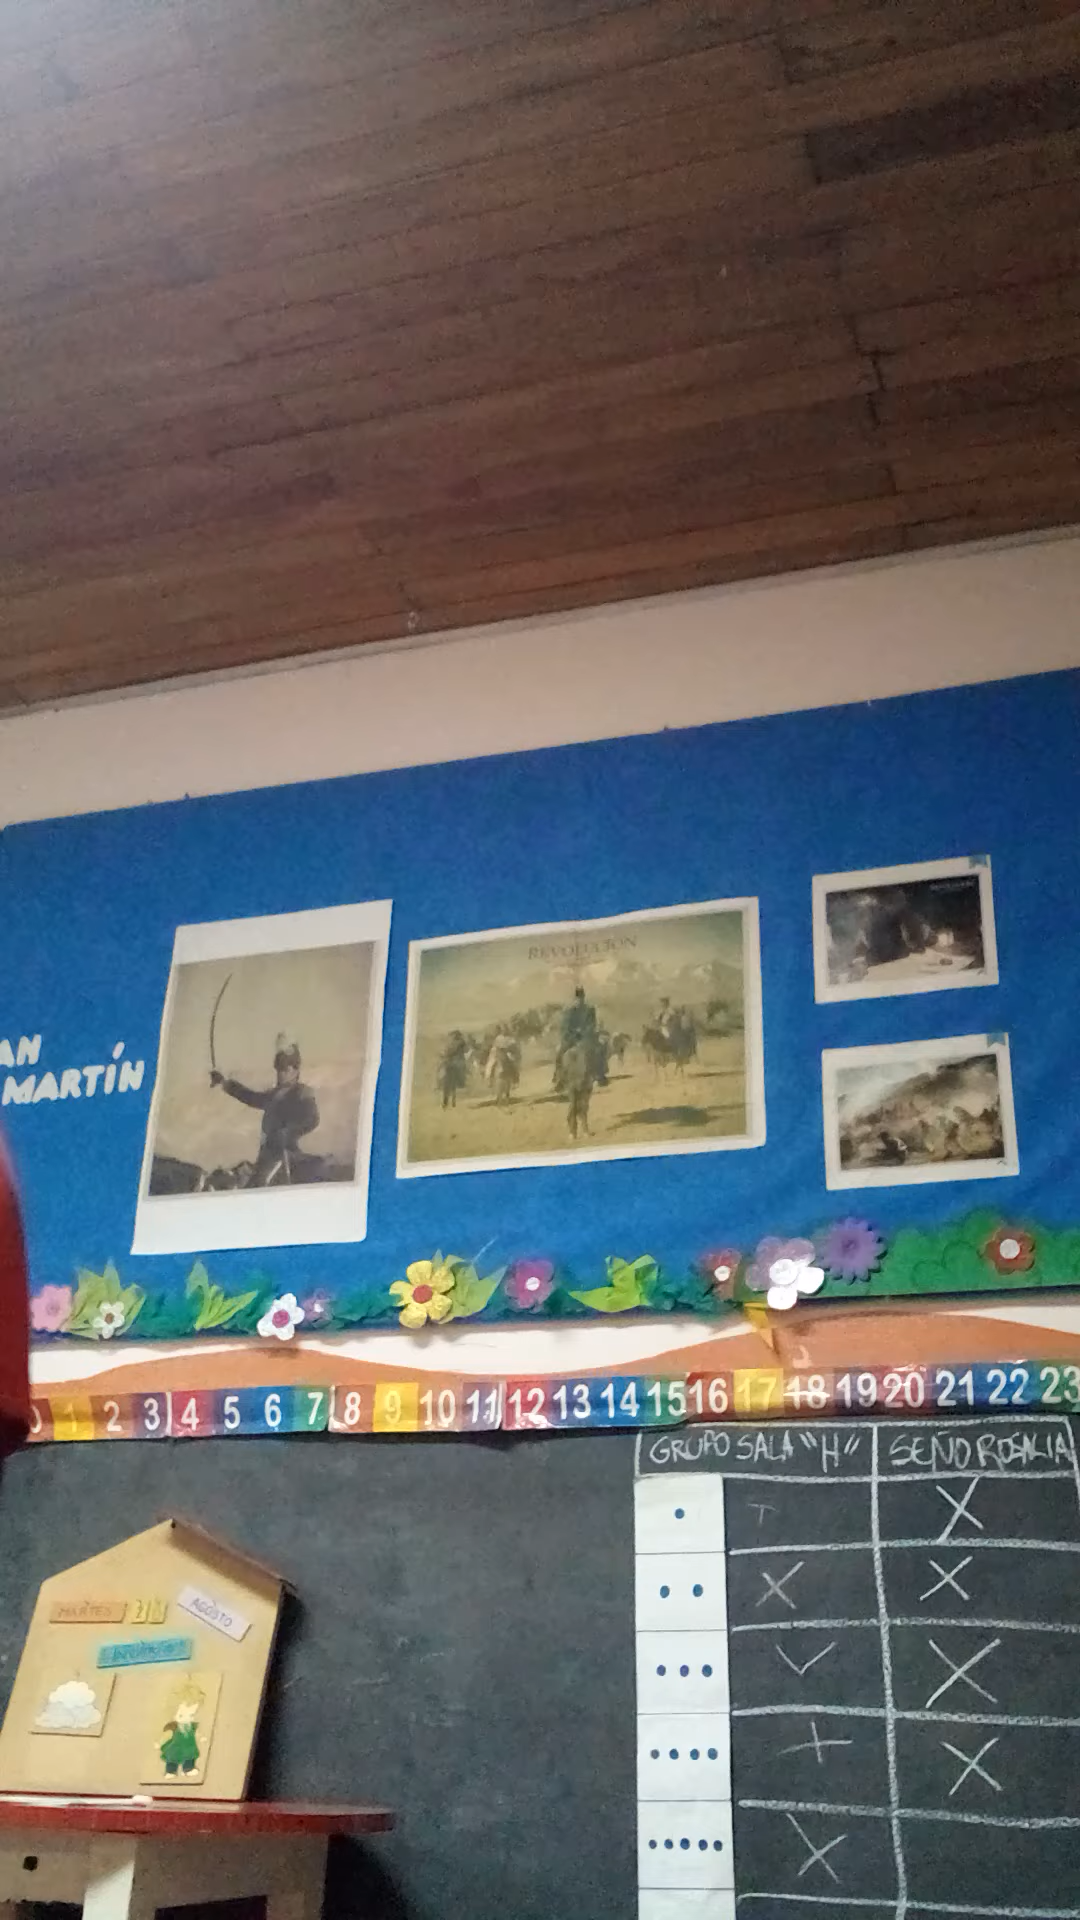 AN
MARTÍN
REVOLUCIÓN
0 1 2 3 4 5 6 7 8 9 10 11 12 13 14 15 16 17 18 19 20 21 22 23
GRUPO SALA "H"
SEÑO ROSALIA
MARTES
AGOSTO